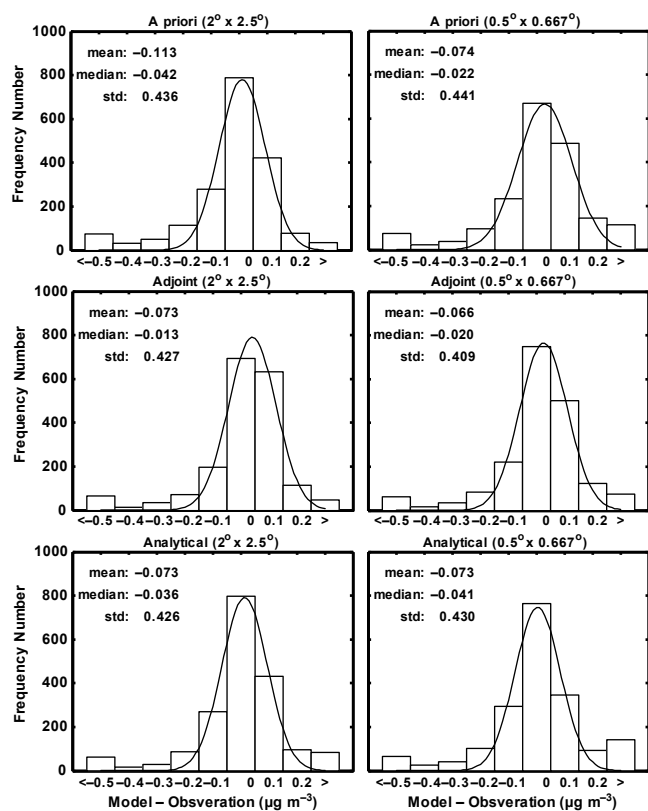 A priori (2° x 2.5°)
A priori (0.5° x 0.667°)
Frequency Number
1000
800
600
400
200
0
mean: −0.113
median: −0.042
std: 0.436
mean: −0.074
median: −0.022
std: 0.441
<−0.5 −0.4 −0.3 −0.2 −0.1 0 0.1 0.2 >
<−0.5 −0.4 −0.3 −0.2 −0.1 0 0.1 0.2 >
Adjoint (2° x 2.5°)
Adjoint (0.5° x 0.667°)
Frequency Number
1000
800
600
400
200
0
mean: −0.073
median: −0.013
std: 0.427
mean: −0.066
median: −0.020
std: 0.409
<−0.5 −0.4 −0.3 −0.2 −0.1 0 0.1 0.2 >
<−0.5 −0.4 −0.3 −0.2 −0.1 0 0.1 0.2 >
Analytical (2° x 2.5°)
Analytical (0.5° x 0.667°)
Frequency Number
1000
800
600
400
200
0
mean: −0.073
median: −0.036
std: 0.426
mean: −0.073
median: −0.041
std: 0.430
<−0.5 −0.4 −0.3 −0.2 −0.1 0 0.1 0.2 >
<−0.5 −0.4 −0.3 −0.2 −0.1 0 0.1 0.2 >
Model − Obsveration (µg m⁻³)
Model − Obsveration (µg m⁻³)